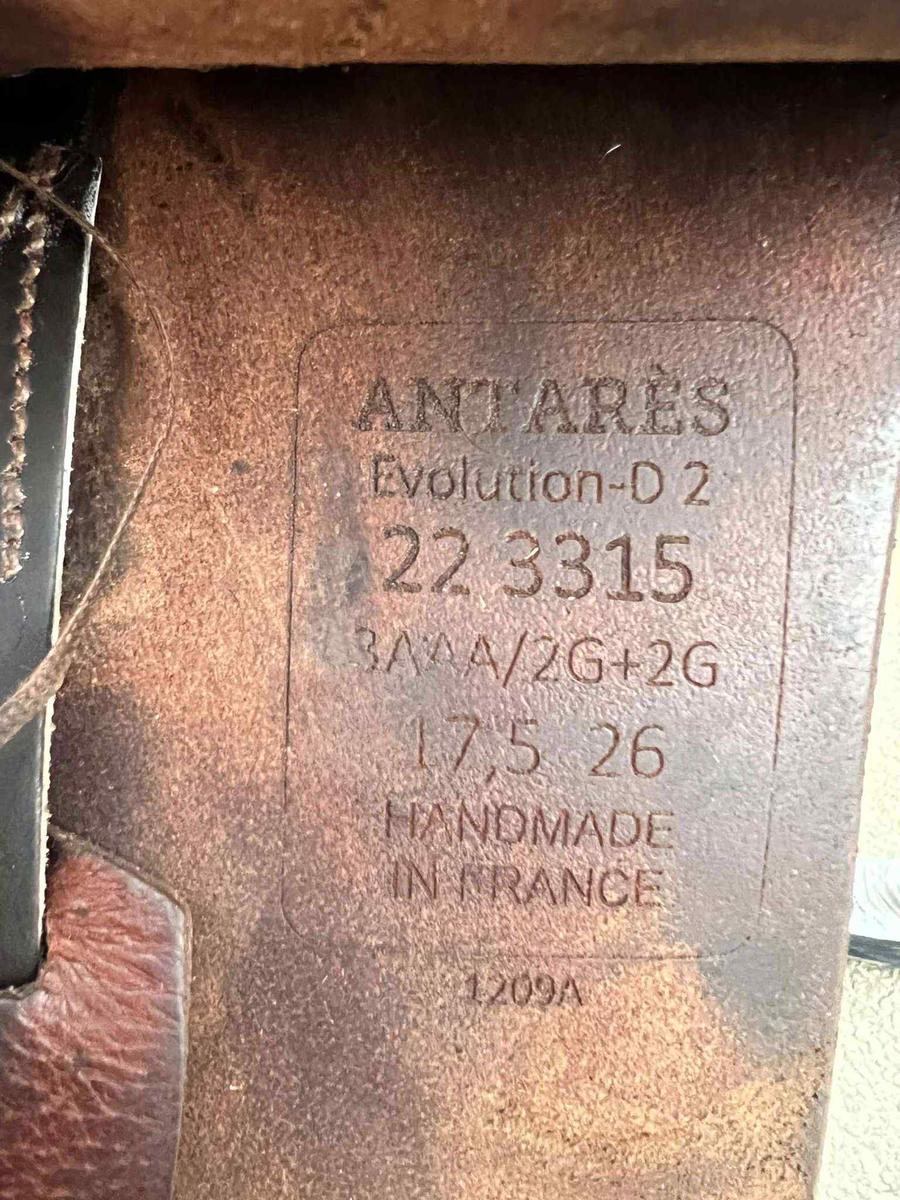 ANTARÈS
Evolution-D 2
22 3315
3AAA/2G+2G
17,5 26
HANDMADE
IN FRANCE
1209A